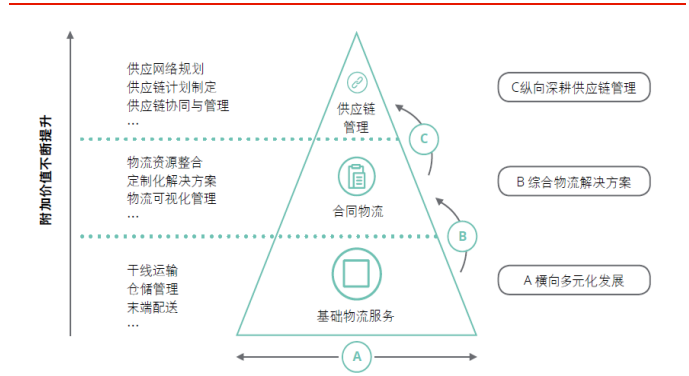 附加价值不断提升
供应网络规划
供应链计划制定
供应链协同与管理
...
供应链
管理
C
C纵向深耕供应链管理
物流资源整合
定制化解决方案
物流可视化管理
...
合同物流
B 综合物流解决方案
B
干线运输
仓储管理
末端配送
...
基础物流服务
A 横向多元化发展
A